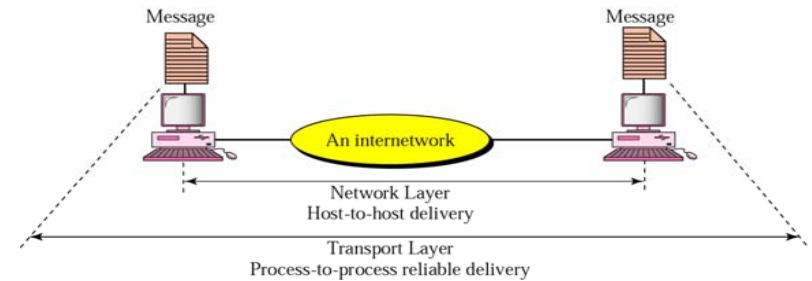 Message
Message
An internetwork
Network Layer
Host-to-host delivery
Transport Layer
Process-to-process reliable delivery